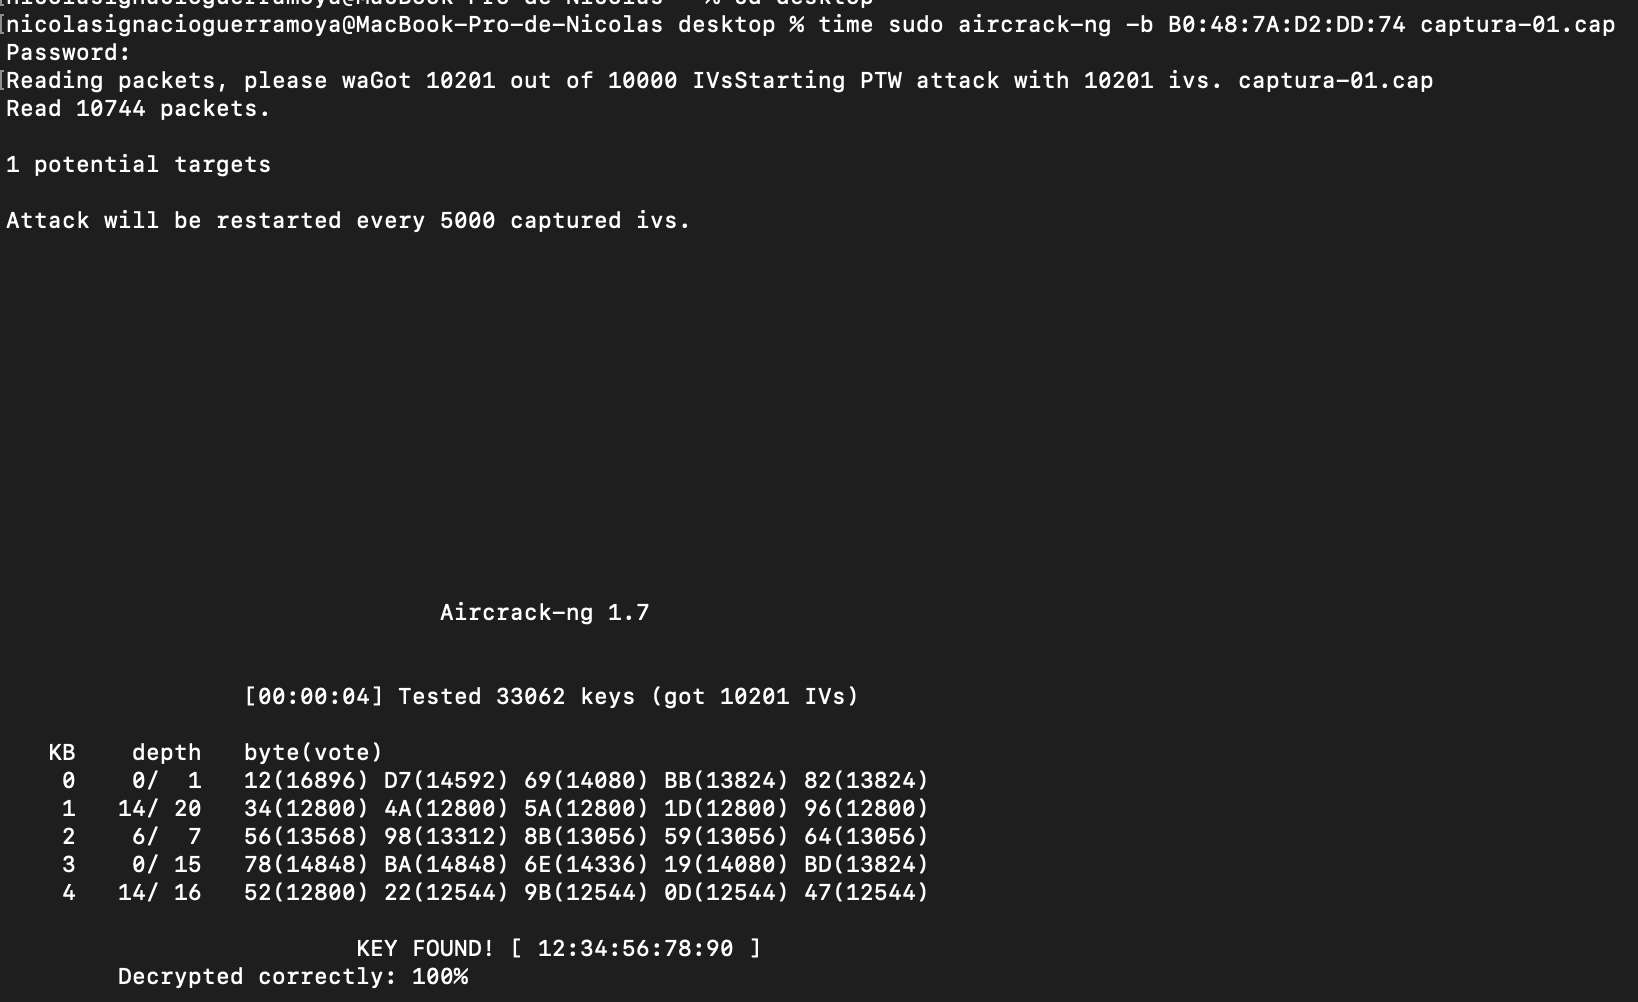 nicolasignacioguerramoya@MacBook-Pro-de-Nicolas ~ % cd desktop
nicolasignacioguerramoya@MacBook-Pro-de-Nicolas desktop % time sudo aircrack-ng -b B0:48:7A:D2:DD:74 captura-01.cap
Password:
Reading packets, please waGot 10201 out of 10000 IVsStarting PTW attack with 10201 ivs. captura-01.cap
Read 10744 packets.
1 potential targets
Attack will be restarted every 5000 captured ivs.
Aircrack-ng 1.7
[00:00:04] Tested 33062 keys (got 10201 IVs)
KB depth byte(vote)
0 0/ 1 12(16896) D7(14592) 69(14080) BB(13824) 82(13824)
1 14/ 20 34(12800) 4A(12800) 5A(12800) 1D(12800) 96(12800)
2 6/ 7 56(13568) 98(13312) 8B(13056) 59(13056) 64(13056)
3 0/ 15 78(14848) BA(14848) 6E(14336) 19(14080) BD(13824)
4 14/ 16 52(12800) 22(12544) 9B(12544) 0D(12544) 47(12544)
KEY FOUND! [ 12:34:56:78:90 ]
Decrypted correctly: 100%